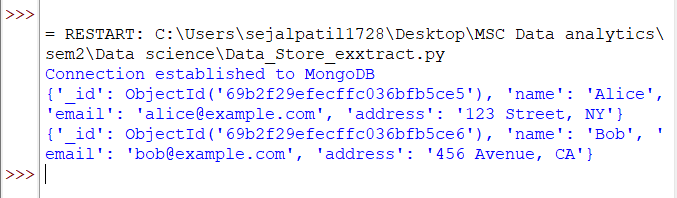 >>>
= RESTART: C:\Users\sejalpatil1728\Desktop\MSC Data analytics\
sem2\Data science\Data_Store_exxtract.py
Connection established to MongoDB
{'_id': ObjectId('69b2f29efecffc036bfb5ce5'), 'name': 'Alice',
'email': 'alice@example.com', 'address': '123 Street, NY'}
{'_id': ObjectId('69b2f29efecffc036bfb5ce6'), 'name': 'Bob', '
email': 'bob@example.com', 'address': '456 Avenue, CA'}
>>>